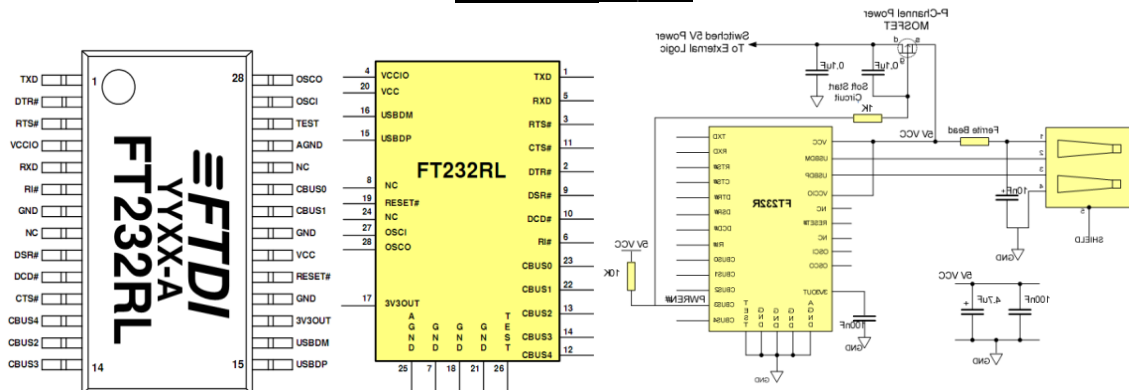 TXD
DTR#
RTS#
VCCIO
RXD
RI#
GND
NC
DSR#
DCD#
CTS#
CBUS4
CBUS2
CBUS3
1
28
14
15
FTDI
YYXX-A
FT232RL
OSCO
OSCI
TEST
AGND
NC
CBUS0
CBUS1
GND
VCC
RESET#
GND
3V3OUT
USBDM
USBDP
4 VCCIO
20 VCC
16 USBDM
15 USBDP
8 NC
19 RESET#
24 NC
27 OSCI
28 OSCO
17 3V3OUT
FT232RL
TXD 1
RXD 5
RTS# 3
CTS# 11
DTR# 2
DSR# 9
DCD# 10
RI# 6
CBUS0 23
CBUS1 22
CBUS2 13
CBUS3 14
CBUS4 12
AGND
GND
GND
GND
TEST
25 7 18 21 26
P-Channel Power
MOSFET
s
d
g
Switched 5V Power
To External Logic
0.1uF
0.1uF
Soft Start
Circuit
1K
5V VCC
Ferrite Bead
1
2
3
4
5
SHIELD
10nF
+
GND
TXD
RXD
RTS#
CTS#
DTR#
DSR#
DCD#
RI#
CBUS0
CBUS1
CBUS2
CBUS3
CBUS4
FT232R
VCC
USBDM
USBDP
VCCIO
NC
RESET#
NC
OSCI
OSCO
3V3OUT
AGND
GND
GND
GND
TEST
5V VCC
10K
PWREN#
100nF
GND
GND
5V VCC
100nF
4.7uF
+
GND